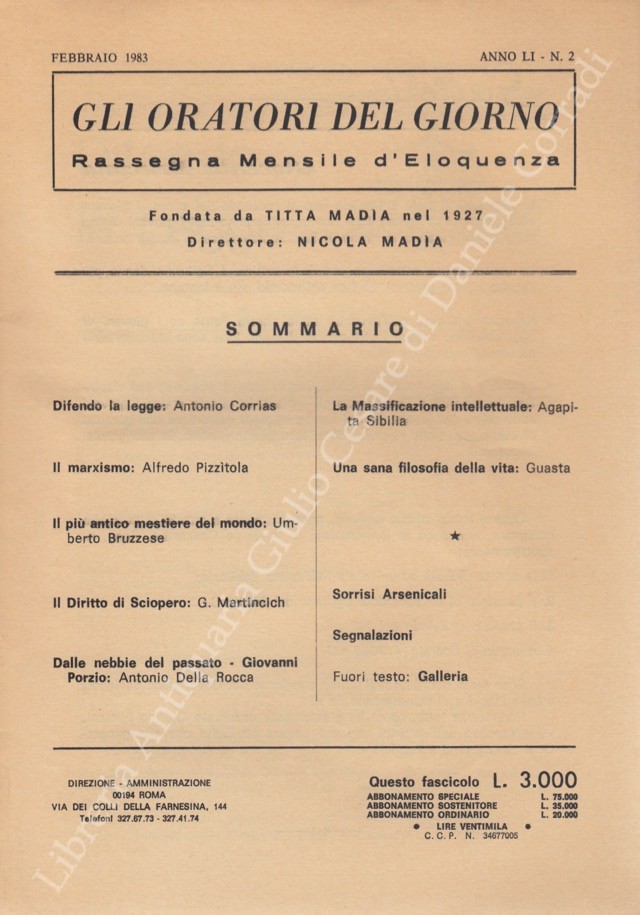 FEBBRAIO 1983
ANNO LI - N. 2
GLI ORATORI DEL GIORNO
Rassegna Mensile d'Eloquenza
Fondata da TITTA MADÌA nel 1927
Direttore: NICOLA MADÌA
SOMMARIO
Difendo la legge: Antonio Corrias
Il marxismo: Alfredo Pizzìtola
Il più antico mestiere del mondo: Um-
berto Bruzzese
Il Diritto di Sciopero: G. Martincich
Dalle nebbie del passato - Giovanni
Porzio: Antonio Della Rocca
La Massificazione intellettuale: Agapi-
ta Sibilia
Una sana filosofia della vita: Guasta
★
Sorrisi Arsenicali
Segnalazioni
Fuori testo: Galleria
DIREZIONE - AMMINISTRAZIONE
00194 ROMA
VIA DEI COLLI DELLA FARNESINA, 144
Telefoni 327.67.73 - 327.41.74
Questo fascicolo L. 3.000
ABBONAMENTO SPECIALE L. 75.000
ABBONAMENTO SOSTENITORE L. 35.000
ABBONAMENTO ORDINARIO L. 20.000
● LIRE VENTIMILA ●
C. C. P. N. 34677005
Libreria Antiquaria Giulio Cesare di Daniele Corradi